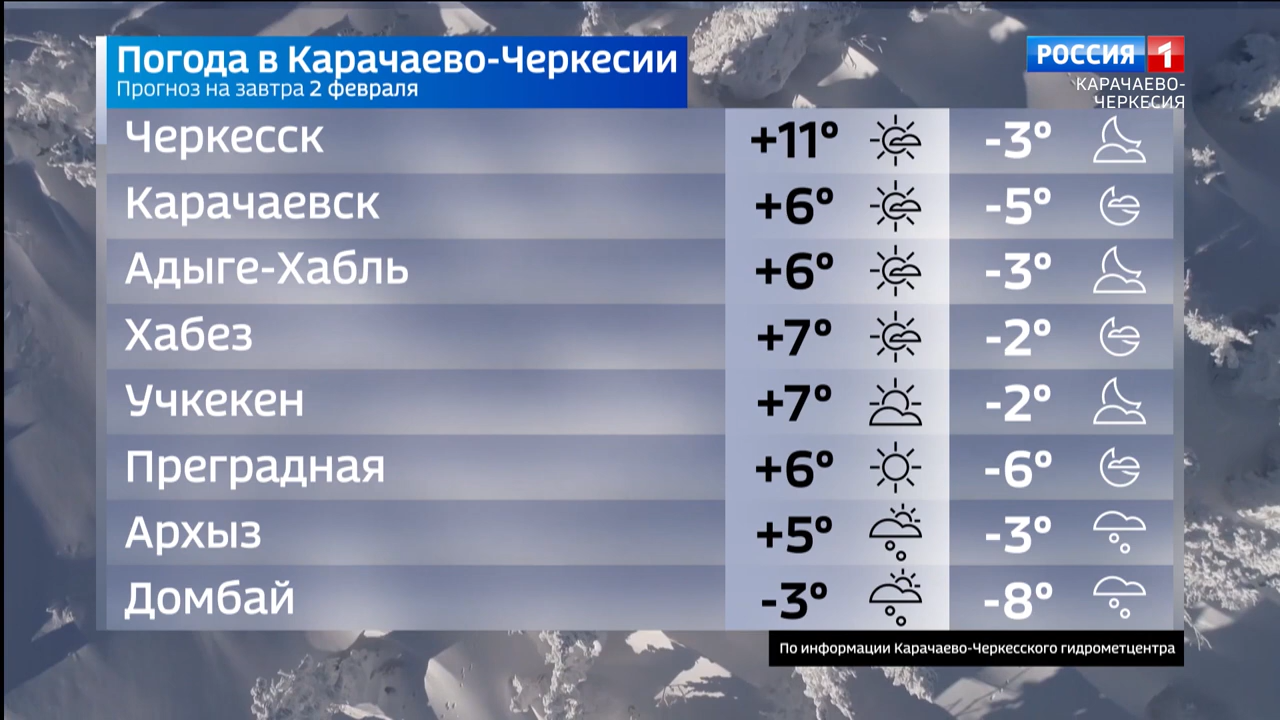 Погода в Карачаево-Черкесии
Прогноз на завтра 2 февраля
РОССИЯ 1
КАРАЧАЕВО-
ЧЕРКЕСИЯ
Черкесск +11° -3°
Карачаевск +6° -5°
Адыге-Хабль +6° -3°
Хабез +7° -2°
Учкекен +7° -2°
Преградная +6° -6°
Архыз +5° -3°
Домбай -3° -8°
По информации Карачаево-Черкесского гидрометцентра